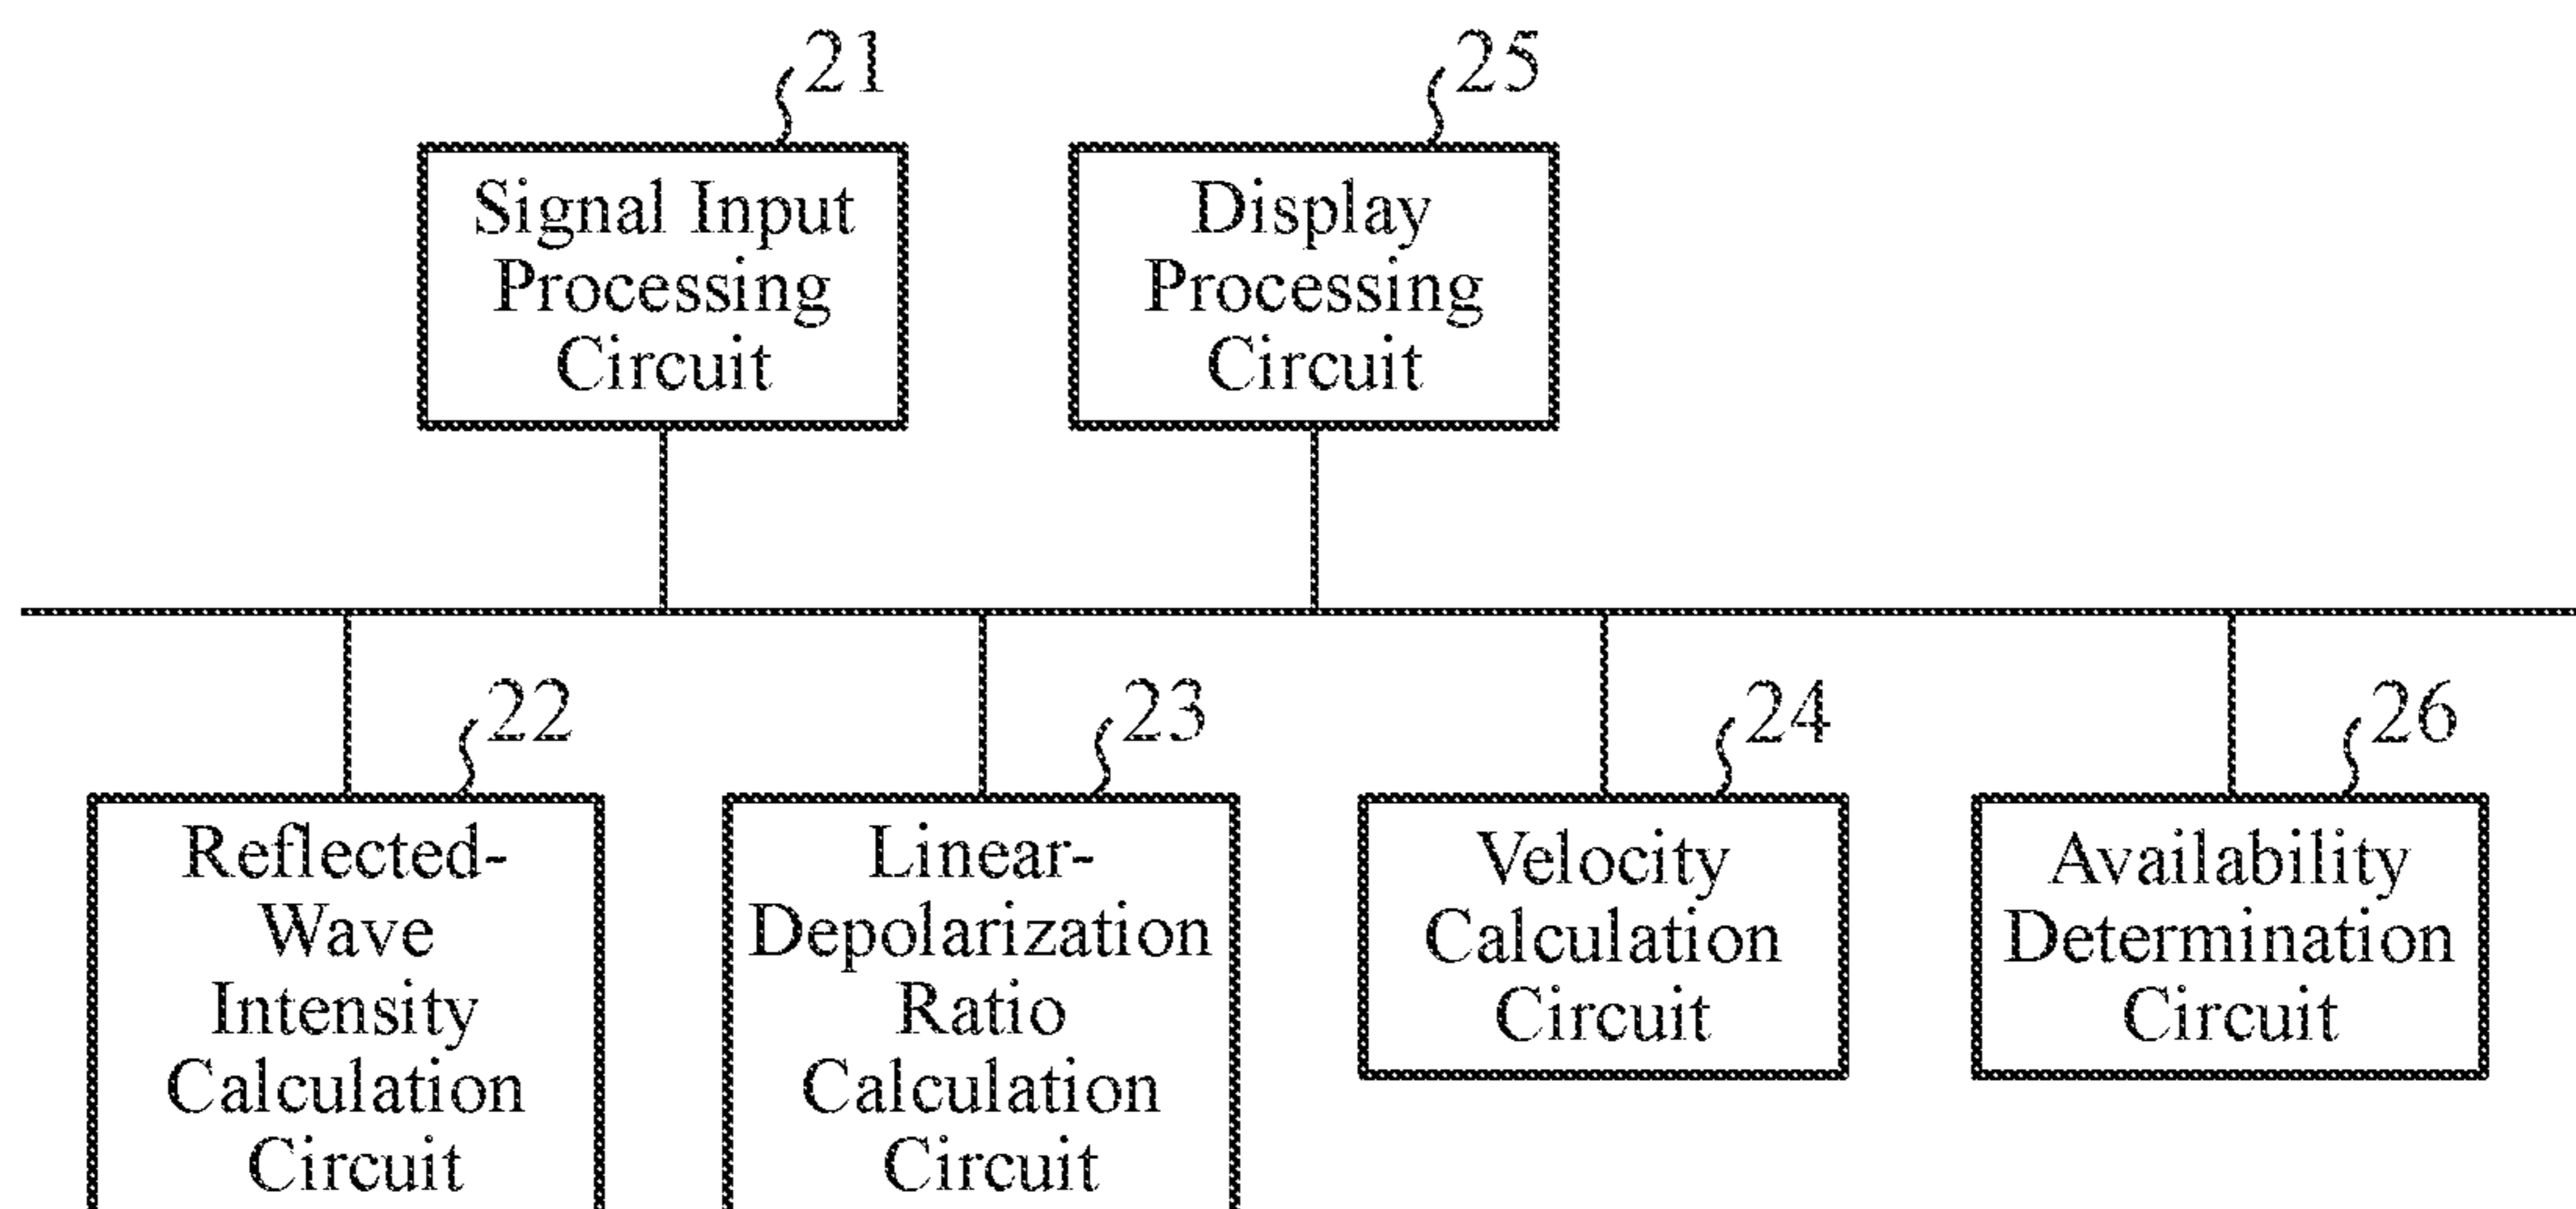 21
Signal Input
Processing
Circuit
25
Display
Processing
Circuit
22
Reflected-
Wave
Intensity
Calculation
Circuit
23
Linear-
Depolarization
Ratio
Calculation
Circuit
24
Velocity
Calculation
Circuit
26
Availability
Determination
Circuit